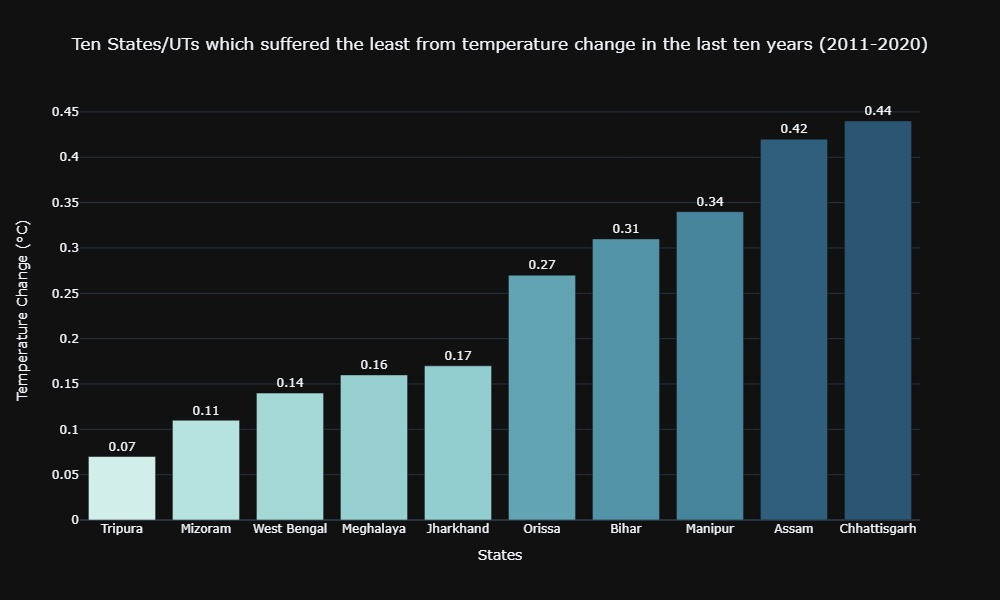 Ten States/UTs which suffered the least from temperature change in the last ten years (2011-2020)
Temperature Change (°C)
0.45
0.4
0.35
0.3
0.25
0.2
0.15
0.1
0.05
0
0.07
0.11
0.14
0.16
0.17
0.27
0.31
0.34
0.42
0.44
Tripura
Mizoram
West Bengal
Meghalaya
Jharkhand
Orissa
Bihar
Manipur
Assam
Chhattisgarh
States